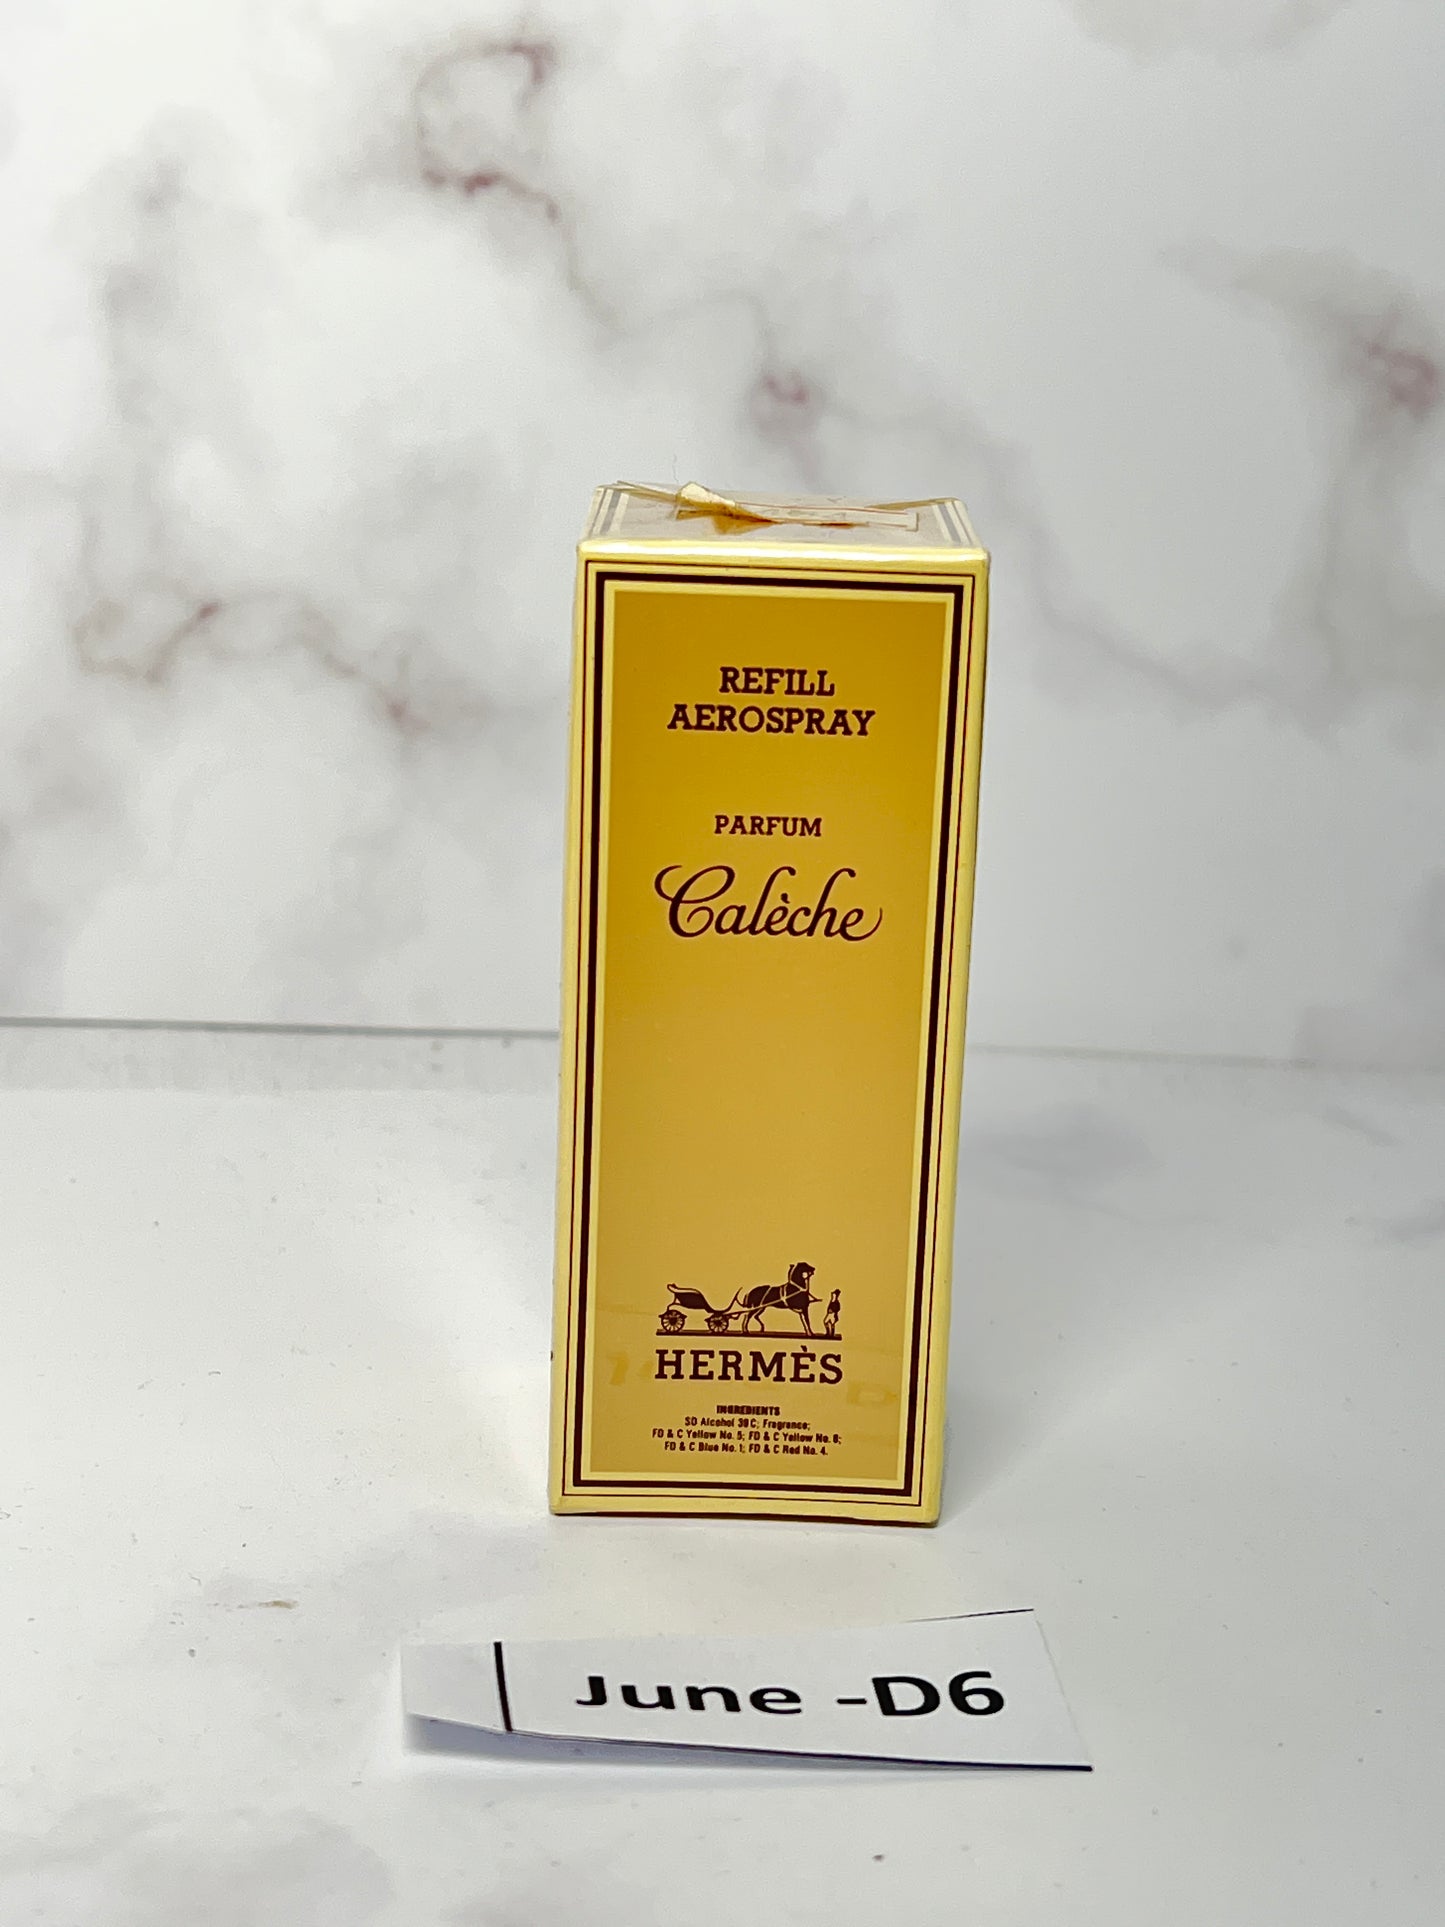 REFILL
AEROSPRAY
PARFUM
Calèche
HERMÈS
INGREDIENTS
SD Alcohol 39 C; Fragrance;
FD & C Yellow No. 5; FD & C Yellow No. 6;
FD & C Blue No. 1; FD & C Red No. 4.
June -D6